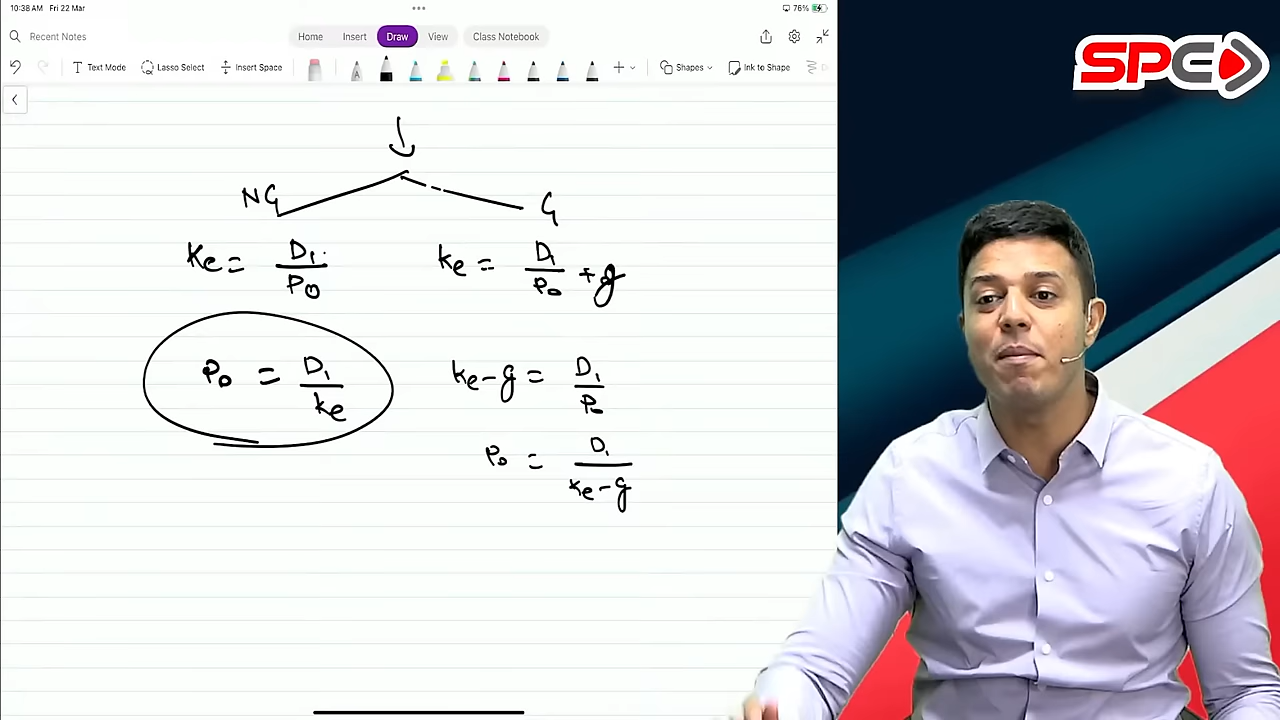 10:38 AM Fri 22 Mar
76%
Recent Notes
Home Insert Draw View Class Notebook
Text Mode Lasso Select Insert Space Shapes Ink to Shape
SPE
NG G
Ke = D1/P0
ke = D1/P0 + g
P0 = D1/ke
ke - g = D1/P0
P0 = D1/ke - g